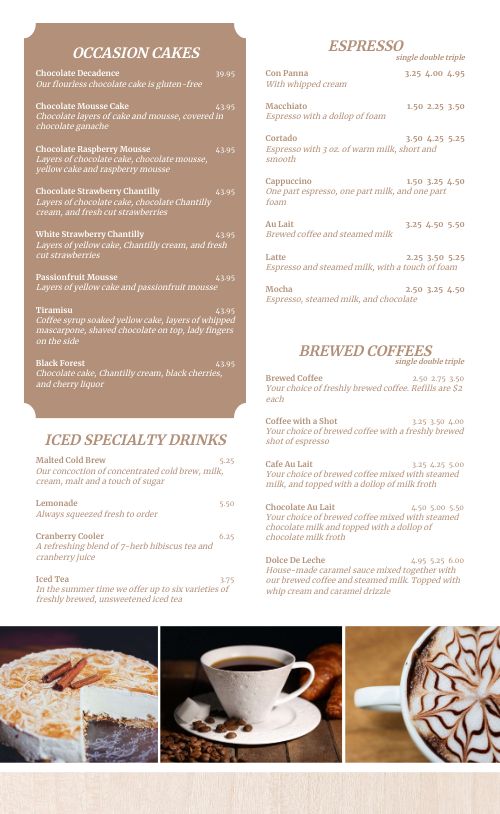 OCCASION CAKES
Chocolate Decadence 39.95
Our flourless chocolate cake is gluten-free
Chocolate Mousse Cake 43.95
Chocolate layers of cake and mousse, covered in
chocolate ganache
Chocolate Raspberry Mousse 43.95
Layers of chocolate cake, chocolate mousse,
yellow cake and raspberry mousse
Chocolate Strawberry Chantilly 43.95
Layers of chocolate cake, chocolate Chantilly
cream, and fresh cut strawberries
White Strawberry Chantilly 43.95
Layers of yellow cake, Chantilly cream, and fresh
cut strawberries
Passionfruit Mousse 43.95
Layers of yellow cake and passionfruit mousse
Tiramisu 43.95
Coffee syrup soaked yellow cake, layers of whipped
mascarpone, shaved chocolate on top, lady fingers
on the side
Black Forest 43.95
Chocolate cake, Chantilly cream, black cherries,
and cherry liquor
ICED SPECIALTY DRINKS
Malted Cold Brew 5.25
Our concoction of concentrated cold brew, milk,
cream, malt and a touch of sugar
Lemonade 5.50
Always squeezed fresh to order
Cranberry Cooler 6.25
A refreshing blend of 7-herb hibiscus tea and
cranberry juice
Iced Tea 3.75
In the summer time we offer up to six varieties of
freshly brewed, unsweetened iced tea
ESPRESSO
single double triple
Con Panna 3.25 4.00 4.95
With whipped cream
Macchiato 1.50 2.25 3.50
Espresso with a dollop of foam
Cortado 3.50 4.25 5.25
Espresso with 3 oz. of warm milk, short and
smooth
Cappuccino 1.50 3.25 4.50
One part espresso, one part milk, and one part
foam
Au Lait 3.25 4.50 5.50
Brewed coffee and steamed milk
Latte 2.25 3.50 5.25
Espresso and steamed milk, with a touch of foam
Mocha 2.50 3.25 4.50
Espresso, steamed milk, and chocolate
BREWED COFFEES
single double triple
Brewed Coffee 2.50 2.75 3.50
Your choice of freshly brewed coffee. Refills are $2
each
Coffee with a Shot 3.25 3.50 4.00
Your choice of brewed coffee with a freshly brewed
shot of espresso
Cafe Au Lait 3.25 4.25 5.00
Your choice of brewed coffee mixed with steamed
milk, and topped with a dollop of milk froth
Chocolate Au Lait 4.50 5.00 5.50
Your choice of brewed coffee mixed with steamed
chocolate milk and topped with a dollop of
chocolate milk froth
Dolce De Leche 4.95 5.25 6.00
House-made caramel sauce mixed together with
our brewed coffee and steamed milk. Topped with
whip cream and caramel drizzle